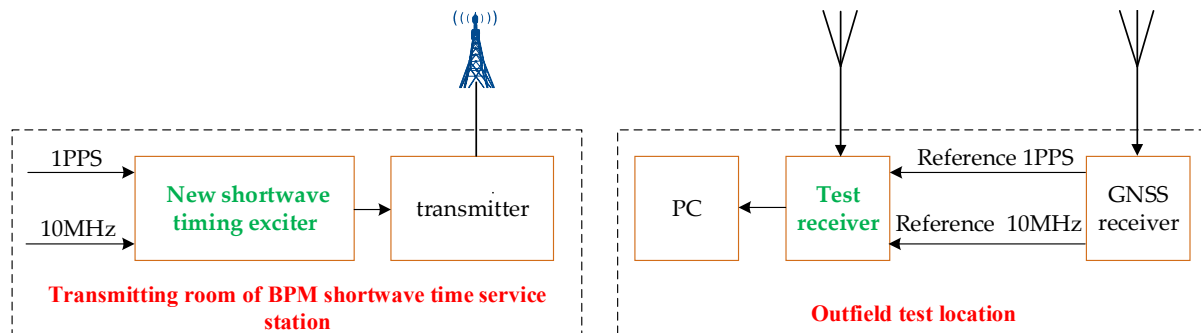 1PPS
10MHz
New shortwave
timing exciter
transmitter
Transmitting room of BPM shortwave time service
station
PC
Test
receiver
Reference 1PPS
Reference 10MHz
GNSS
receiver
Outfield test location